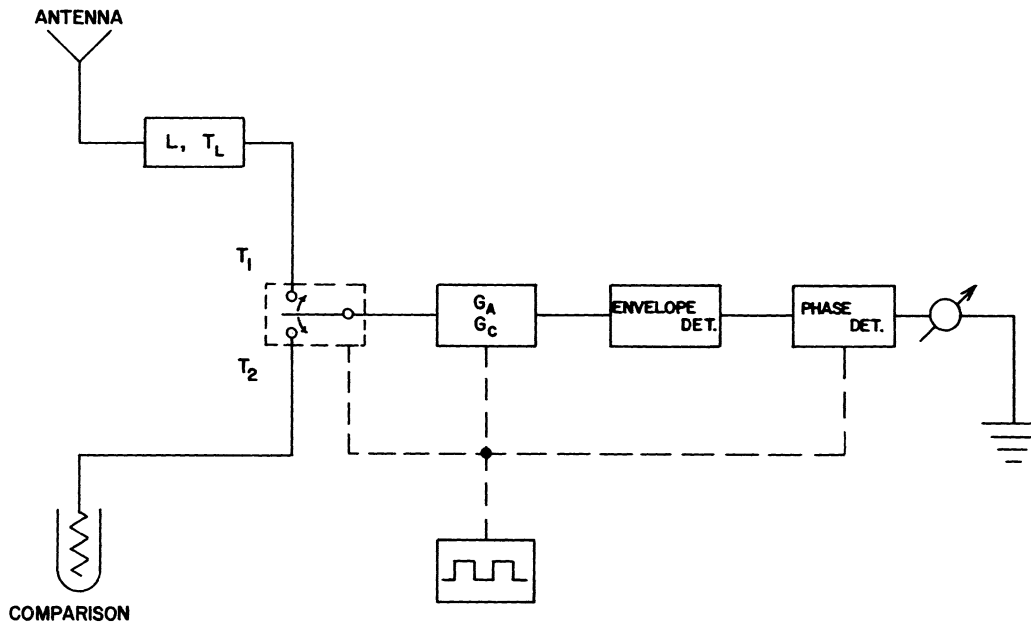 ANTENNA
L, T_L
T_1
T_2
G_A
G_C
ENVELOPE
DET.
PHASE
DET.
COMPARISON